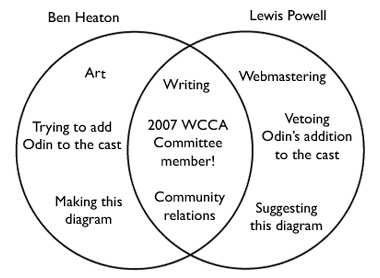 Ben Heaton
Lewis Powell
Art
Trying to add
Odin to the cast
Making this
diagram
Writing
2007 WCCA
Committee
member!
Community
relations
Webmastering
Vetoing
Odin's addition
to the cast
Suggesting
this diagram